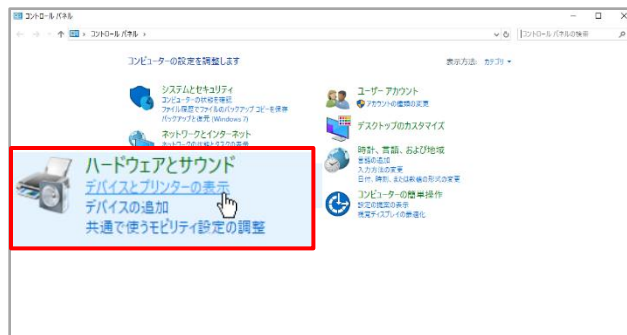 コントロール パネル
コントロール パネル
コントロール パネルの検索
コンピューターの設定を調整します
表示方法: カテゴリ
システムとセキュリティ
コンピューターの状態を確認
ファイル履歴でファイルのバックアップ コピーを保存
バックアップと復元 (Windows 7)
ネットワークとインターネット
ハードウェアとサウンド
デバイスとプリンターの表示
デバイスの追加
共通で使うモビリティ設定の調整
ユーザー アカウント
アカウントの種類の変更
デスクトップのカスタマイズ
時計、言語、および地域
言語の追加
入力方法の変更
日付、時刻、または数値の形式の変更
コンピューターの簡単操作
設定の提案の表示
視覚ディスプレイの最適化